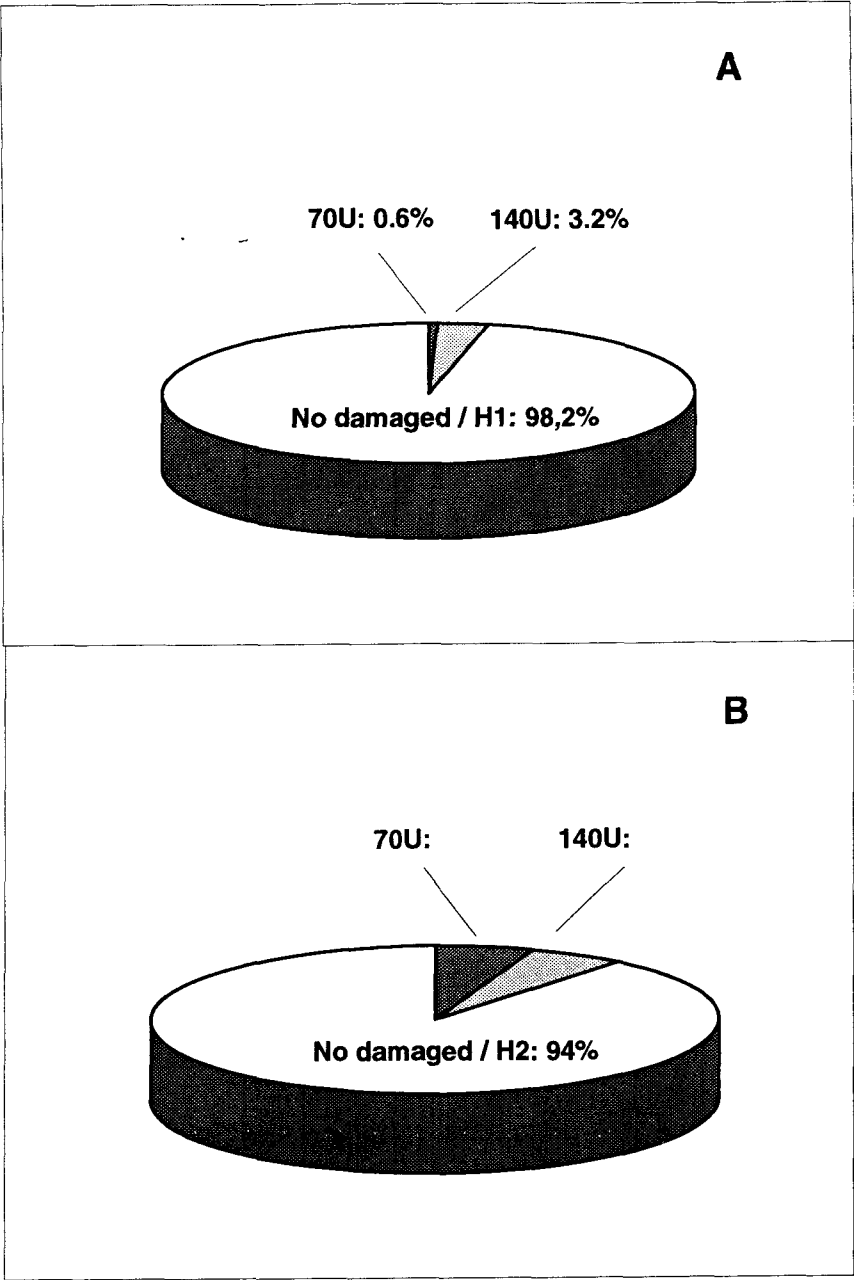 A
70U: 0.6% 140U: 3.2%
No damaged / H1: 98,2%
B
70U: 140U:
No damaged / H2: 94%